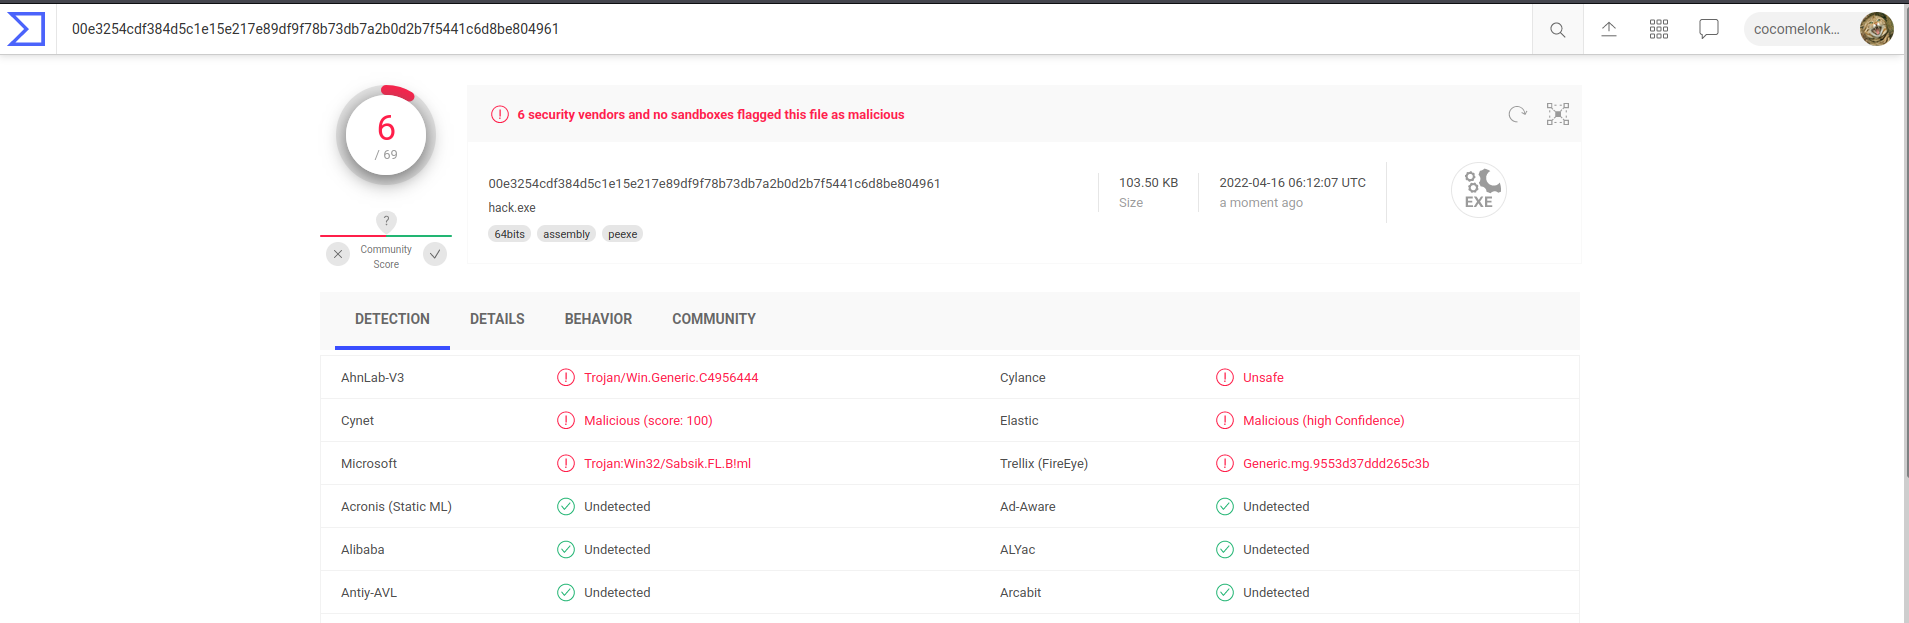 00e3254cdf384d5c1e15e217e89df9f78b73db7a2b0d2b7f5441c6d8be804961
cocomelonk...
6
/ 69
?
Community
Score
6 security vendors and no sandboxes flagged this file as malicious
00e3254cdf384d5c1e15e217e89df9f78b73db7a2b0d2b7f5441c6d8be804961
hack.exe
64bits assembly peexe
103.50 KB
Size
2022-04-16 06:12:07 UTC
a moment ago
EXE
DETECTION DETAILS BEHAVIOR COMMUNITY
AhnLab-V3 Trojan/Win.Generic.C4956444 Cylance Unsafe
Cynet Malicious (score: 100) Elastic Malicious (high Confidence)
Microsoft Trojan:Win32/Sabsik.FL.B!ml Trellix (FireEye) Generic.mg.9553d37ddd265c3b
Acronis (Static ML) Undetected Ad-Aware Undetected
Alibaba Undetected ALYac Undetected
Antiy-AVL Undetected Arcabit Undetected